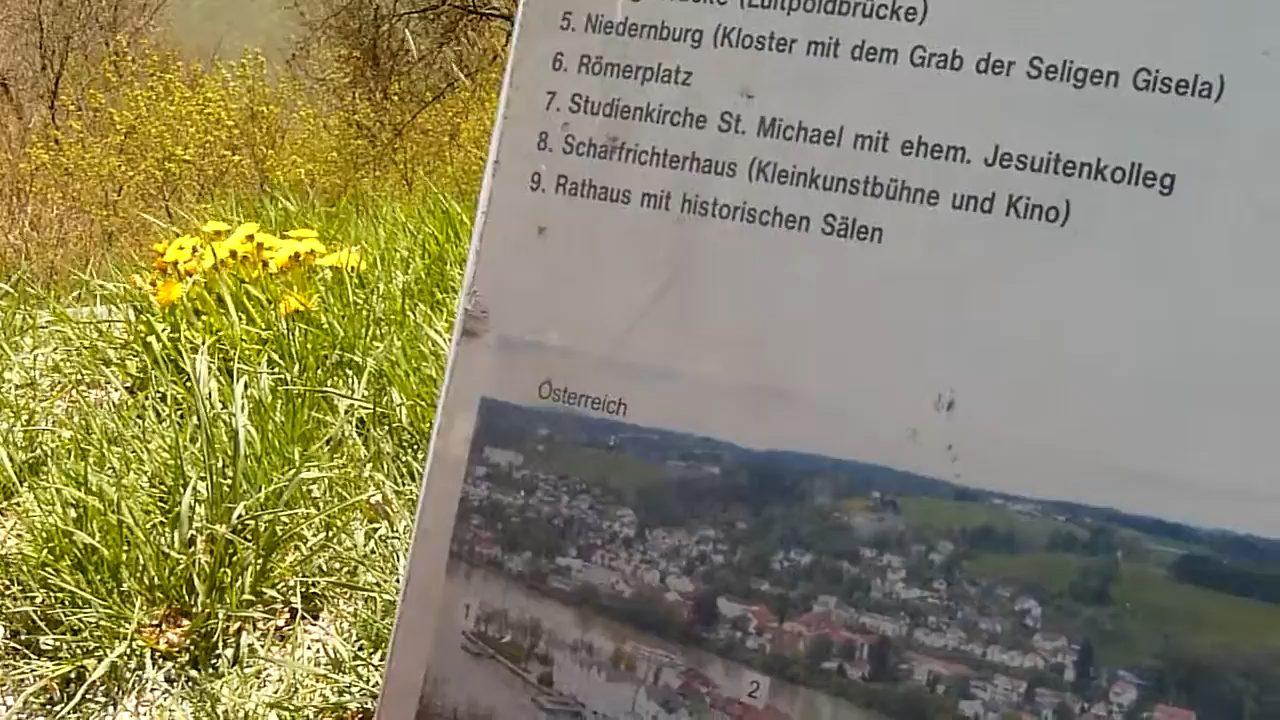 (Luitpoldbrücke)
5. Niedernburg (Kloster mit dem Grab der Seligen Gisela)
6. Römerplatz
7. Studienkirche St. Michael mit ehem. Jesuitenkolleg
8. Scharfrichterhaus (Kleinkunstbühne und Kino)
9. Rathaus mit historischen Sälen
Österreich
1
2